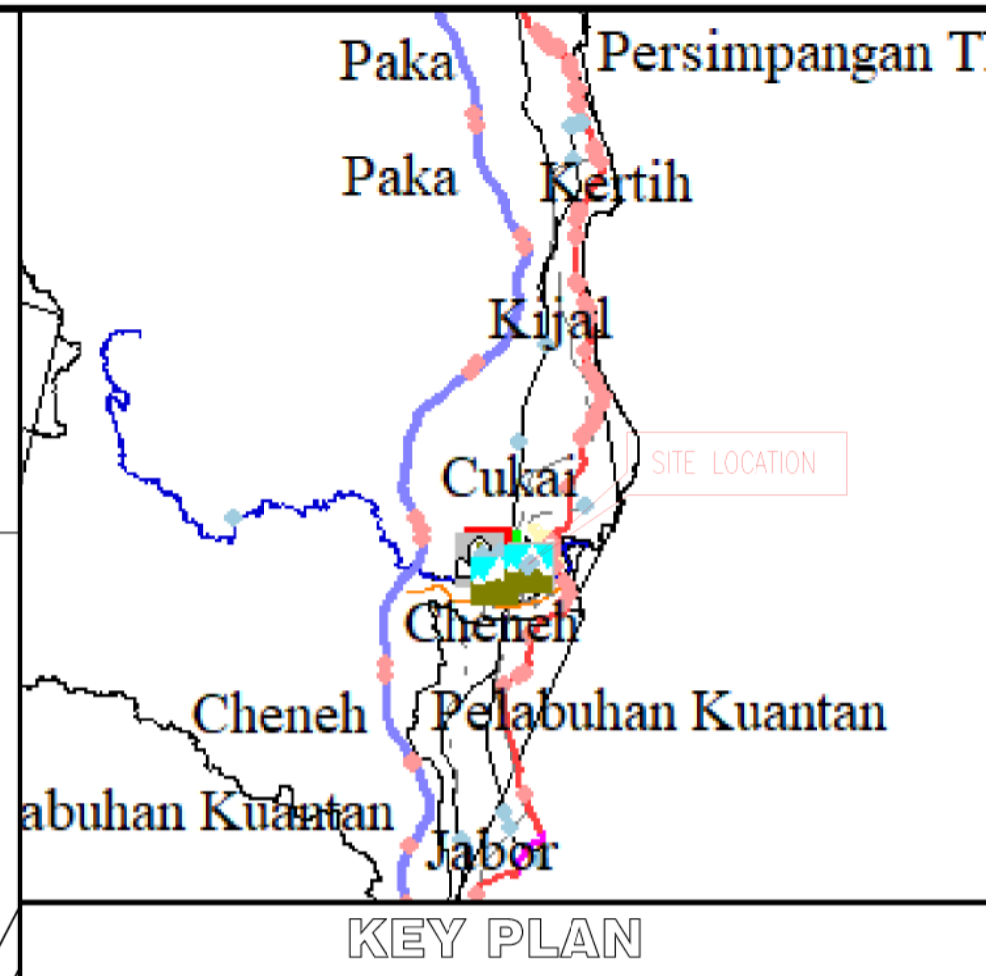 Paka
Persimpangan T
Paka
Kertih
Kijal
Cukai
SITE LOCATION
Cheneh
Cheneh
Pelabuhan Kuantan
abuhan Kuantan
Jabor
KEY PLAN